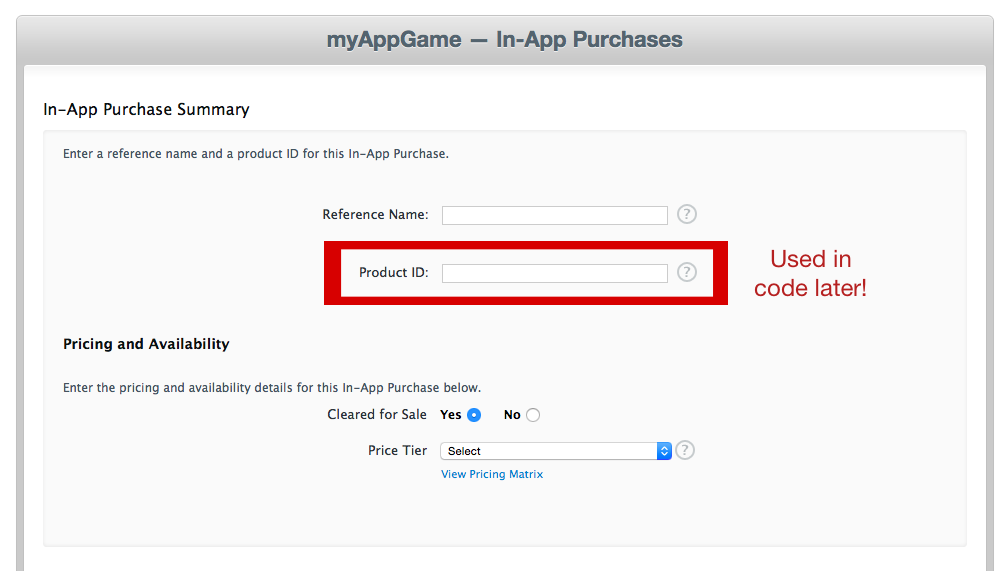 myAppGame — In-App Purchases
In-App Purchase Summary
Enter a reference name and a product ID for this In-App Purchase.
Reference Name: ?
Product ID: ?
Used in
code later!
Pricing and Availability
Enter the pricing and availability details for this In-App Purchase below.
Cleared for Sale Yes No
Price Tier Select ?
View Pricing Matrix